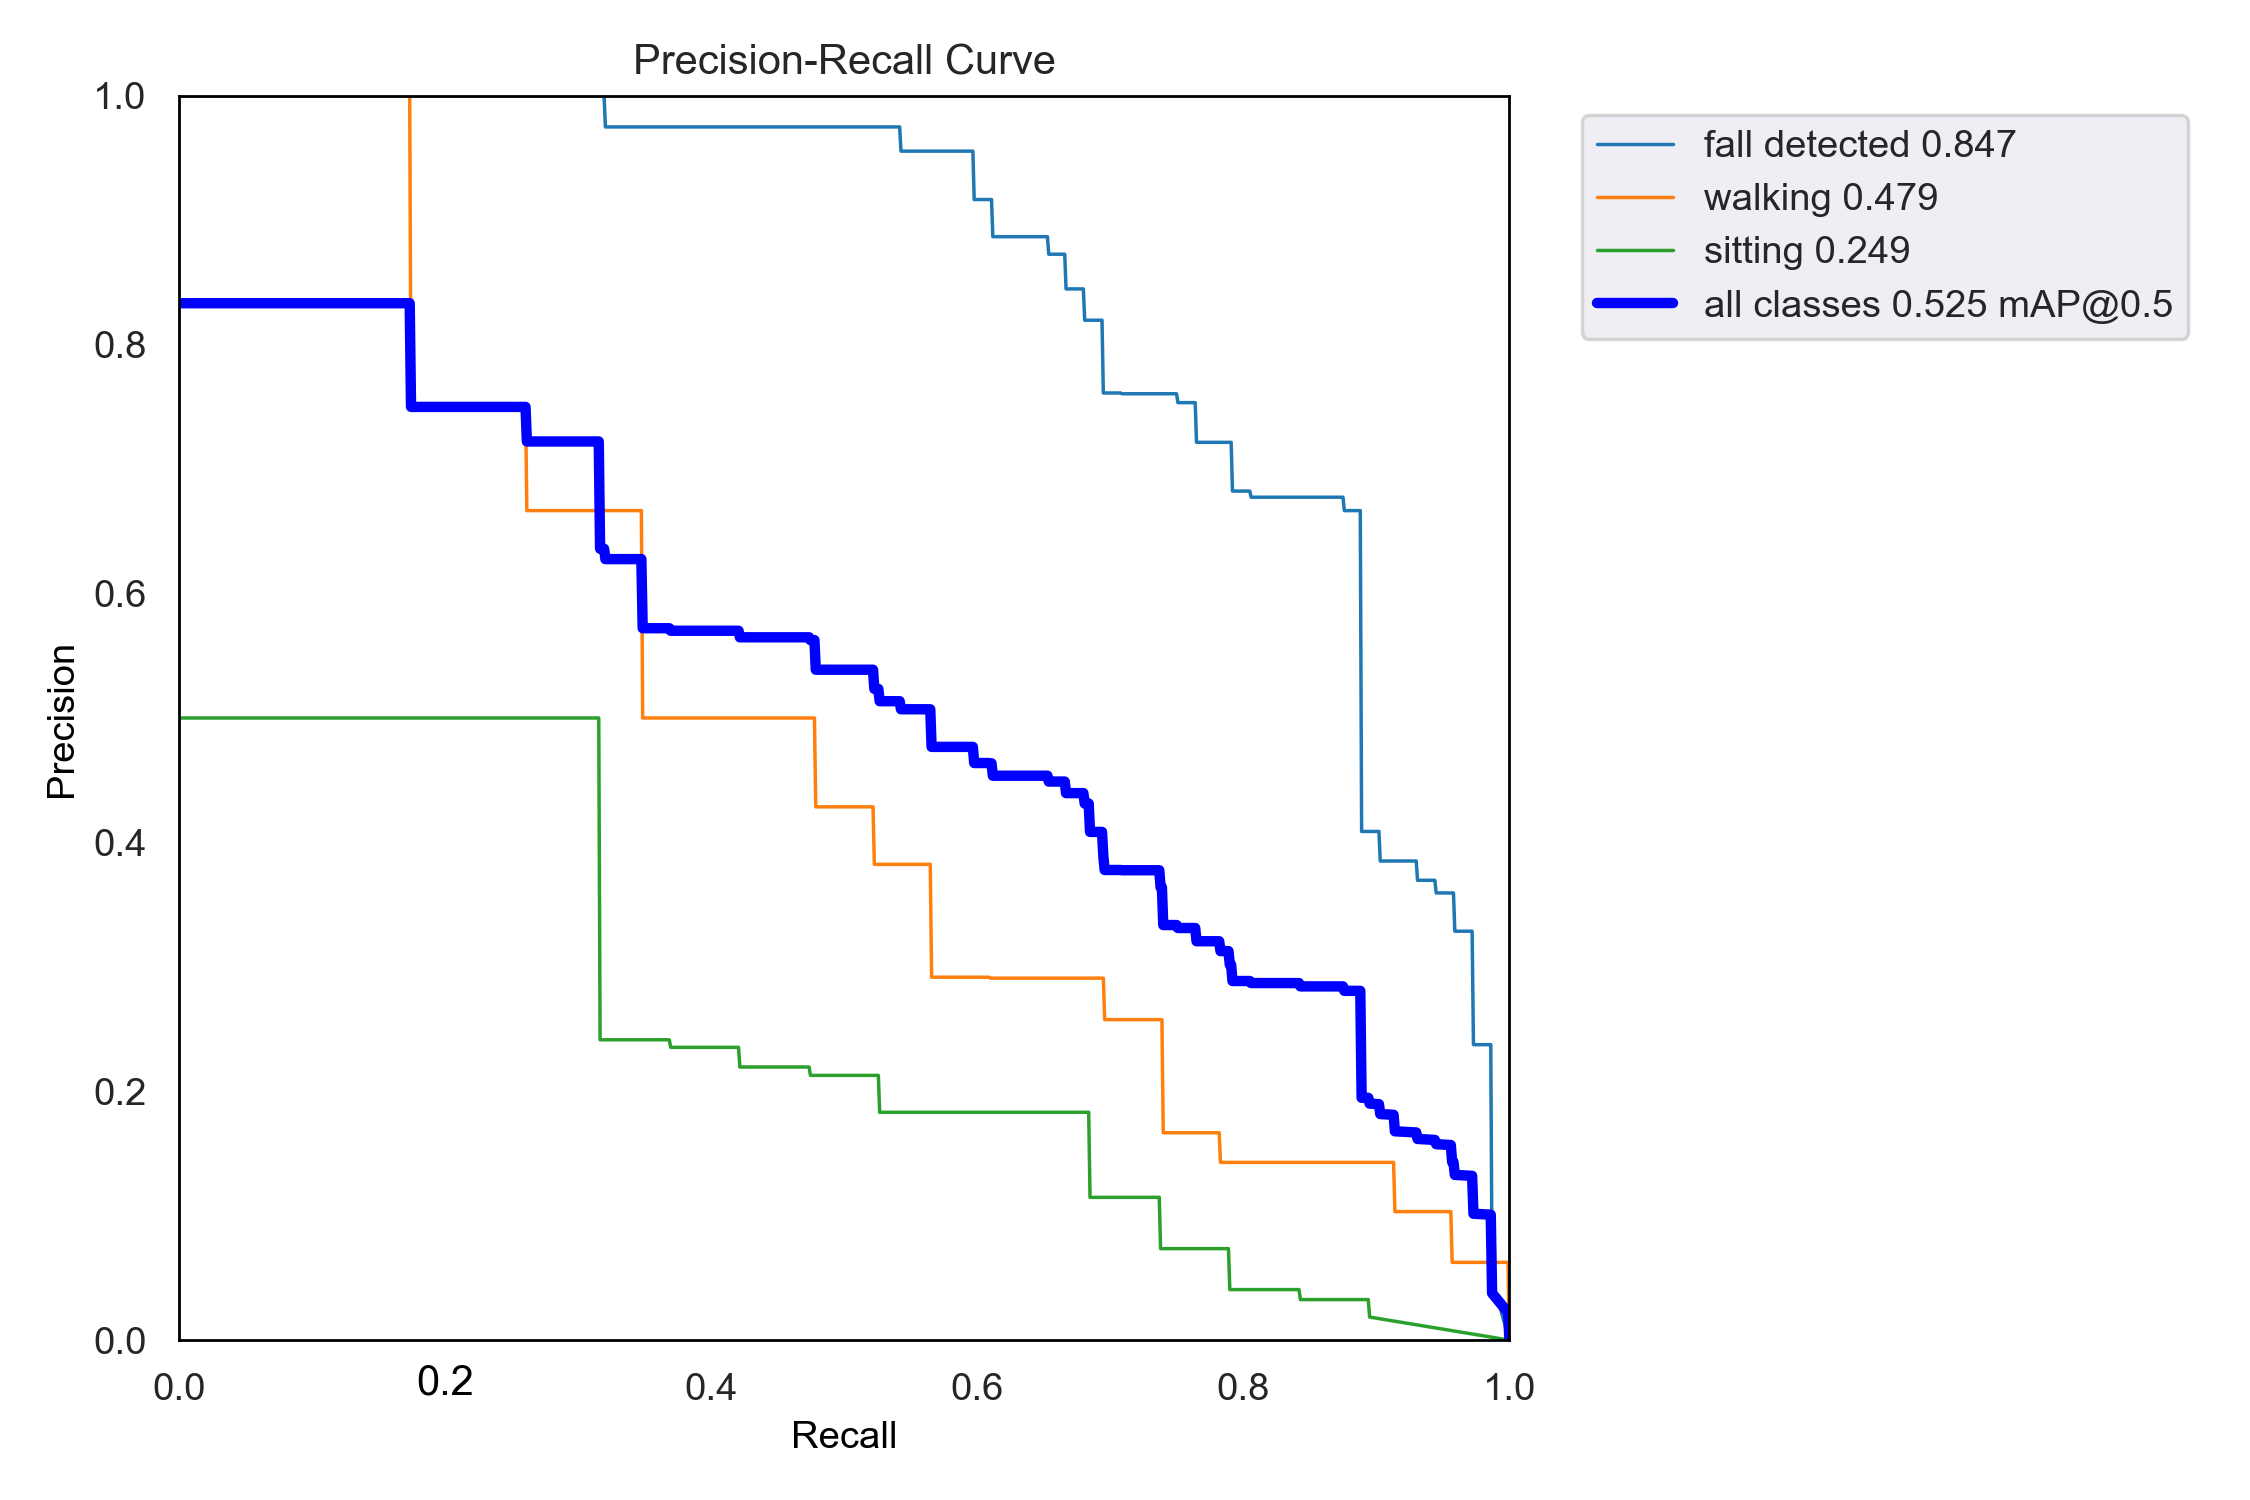 Precision-Recall Curve
1.0
0.8
0.6
0.4
0.2
0.0
Precision
0.0
0.2
0.4
0.6
0.8
1.0
Recall
fall detected 0.847
walking 0.479
sitting 0.249
all classes 0.525 mAP@0.5